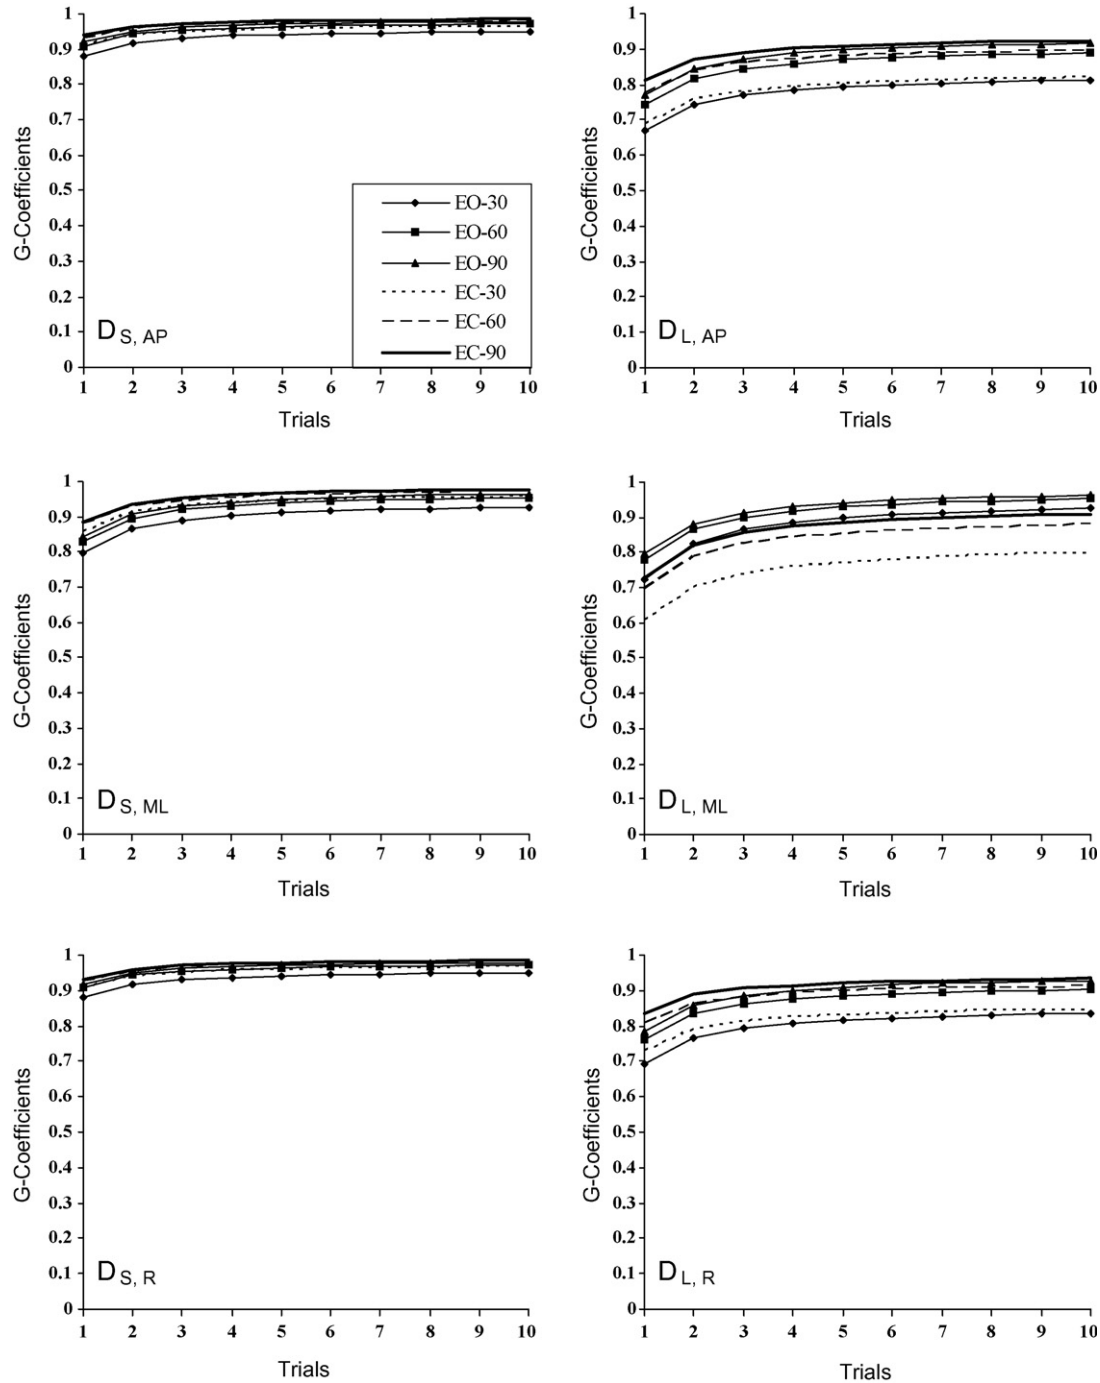 1
0.9
0.8
0.7
0.6
0.5
0.4
0.3
0.2
0.1
0
G-Coefficients
EO-30
EO-60
EO-90
EC-30
EC-60
EC-90
D S, AP
1 2 3 4 5 6 7 8 9 10
Trials
1
0.9
0.8
0.7
0.6
0.5
0.4
0.3
0.2
0.1
0
G-Coefficients
D L, AP
1 2 3 4 5 6 7 8 9 10
Trials
1
0.9
0.8
0.7
0.6
0.5
0.4
0.3
0.2
0.1
0
G-Coefficients
D S, ML
1 2 3 4 5 6 7 8 9 10
Trials
1
0.9
0.8
0.7
0.6
0.5
0.4
0.3
0.2
0.1
0
G-Coefficients
D L, ML
1 2 3 4 5 6 7 8 9 10
Trials
1
0.9
0.8
0.7
0.6
0.5
0.4
0.3
0.2
0.1
0
G-Coefficients
D S, R
1 2 3 4 5 6 7 8 9 10
Trials
1
0.9
0.8
0.7
0.6
0.5
0.4
0.3
0.2
0.1
0
G-Coefficients
D L, R
1 2 3 4 5 6 7 8 9 10
Trials